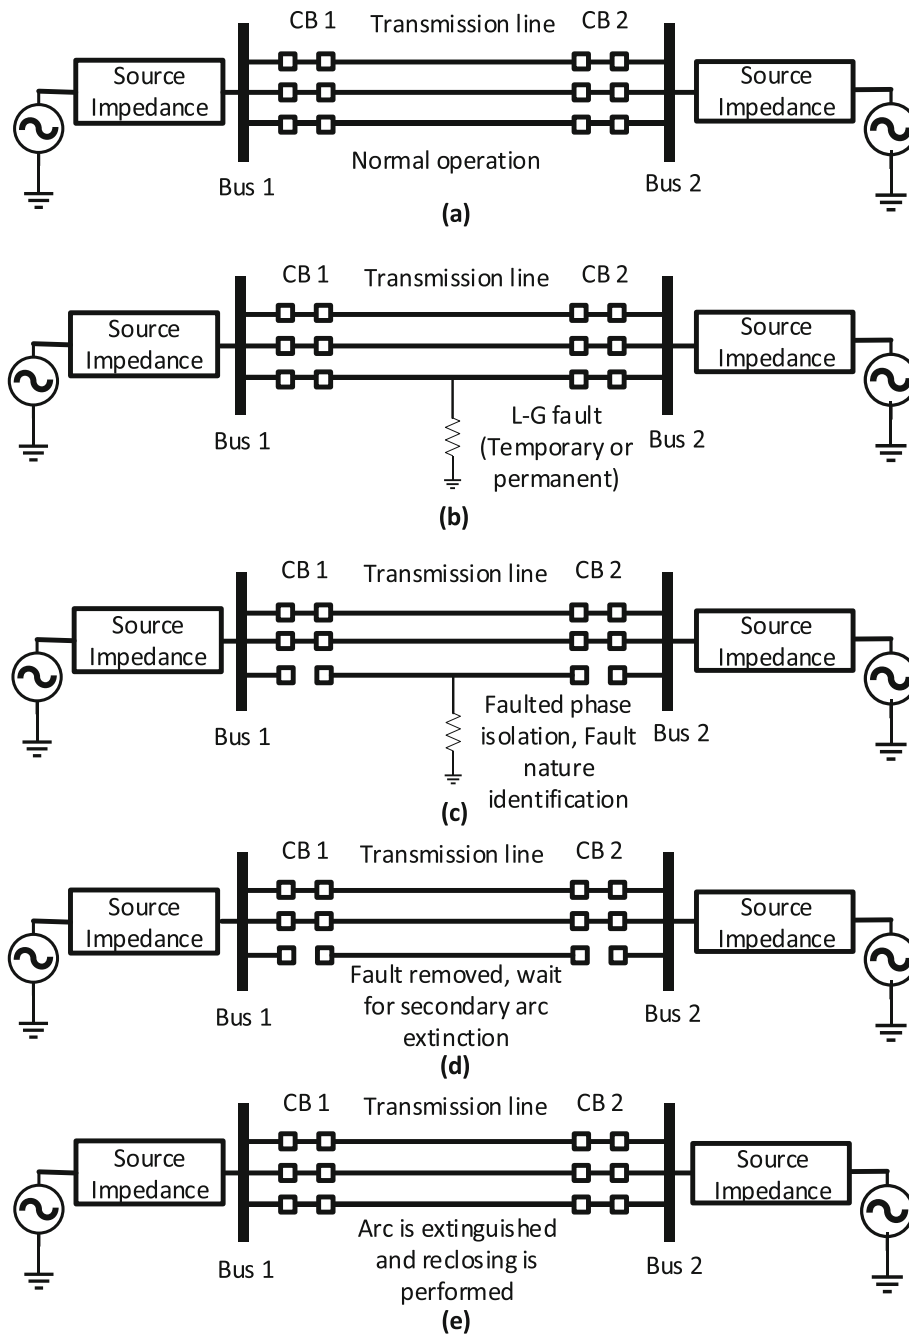 CB 1
Transmission line
CB 2
Source
Impedance
Source
Impedance
Normal operation
Bus 1
Bus 2
(a)
CB 1
Transmission line
CB 2
Source
Impedance
Source
Impedance
L-G fault
(Temporary or
permanent)
Bus 1
Bus 2
(b)
CB 1
Transmission line
CB 2
Source
Impedance
Source
Impedance
Faulted phase
isolation, Fault
nature
identification
Bus 1
Bus 2
(c)
CB 1
Transmission line
CB 2
Source
Impedance
Source
Impedance
Fault removed, wait
for secondary arc
extinction
Bus 1
Bus 2
(d)
CB 1
Transmission line
CB 2
Source
Impedance
Source
Impedance
Arc is extinguished
and reclosing is
performed
Bus 1
Bus 2
(e)